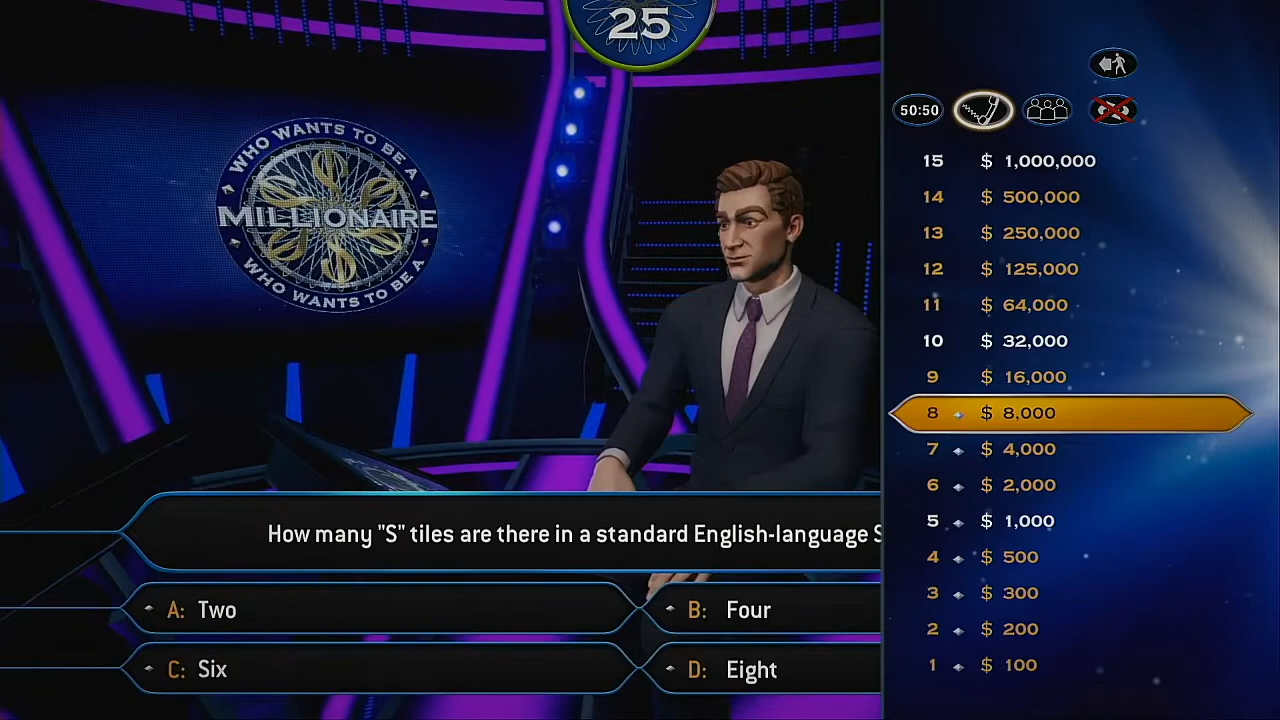 25
WHO WANTS TO BE A
MILLIONAIRE
WHO WANTS TO BE A
50:50
15 $ 1,000,000
14 $ 500,000
13 $ 250,000
12 $ 125,000
11 $ 64,000
10 $ 32,000
9 $ 16,000
8 $ 8,000
7 $ 4,000
6 $ 2,000
5 $ 1,000
4 $ 500
3 $ 300
2 $ 200
1 $ 100
How many "S" tiles are there in a standard English-language S
A: Two
B: Four
C: Six
D: Eight